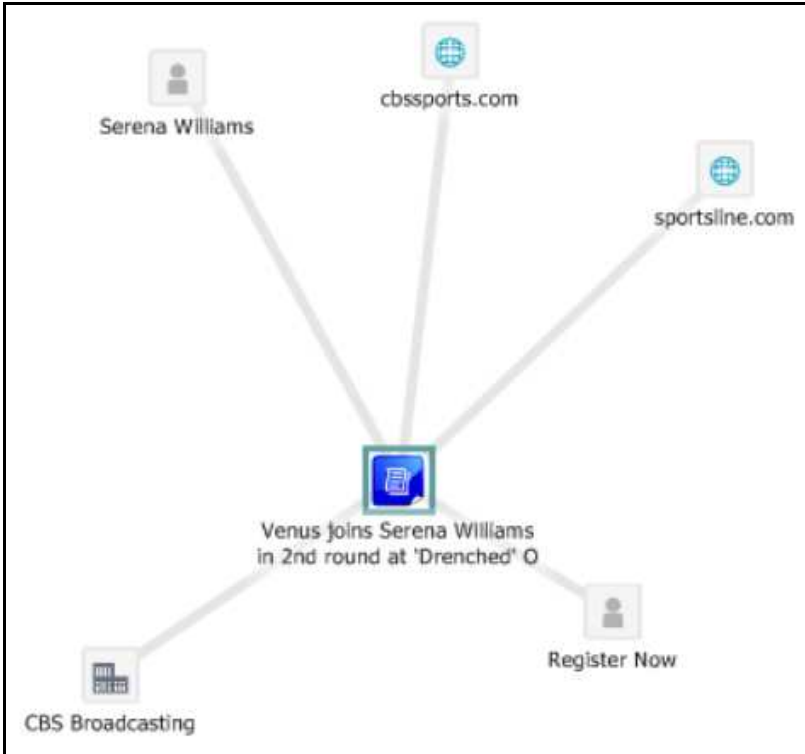 cbssports.com
Serena Williams
sportsline.com
Venus joins Serena Williams
in 2nd round at 'Drenched' O
Register Now
CBS Broadcasting